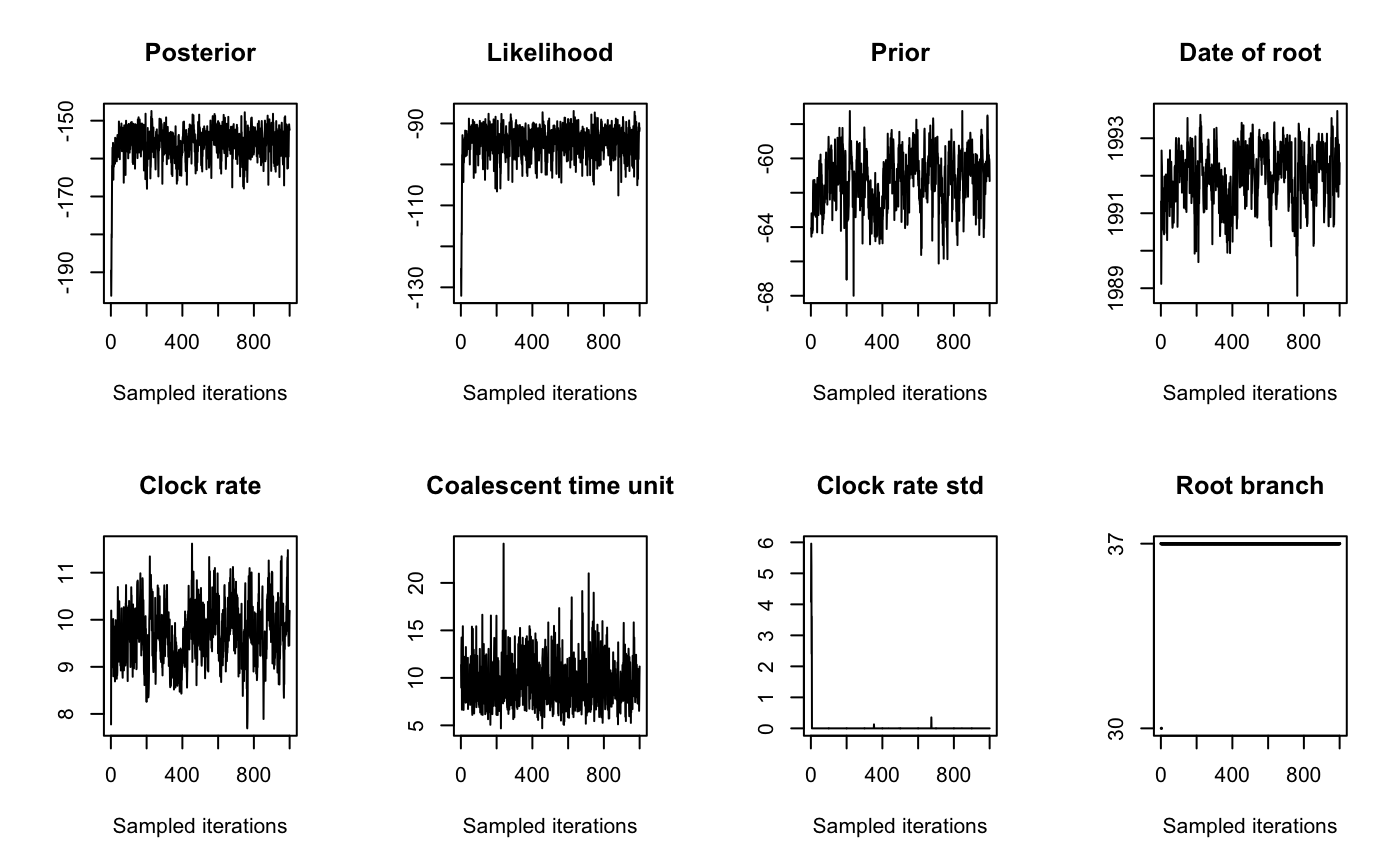 Posterior
Likelihood
Prior
Date of root
-150
-170
-190
0 400 800
Sampled iterations
-90
-110
-130
0 400 800
Sampled iterations
-60
-64
-68
0 400 800
Sampled iterations
1993
1991
1989
0 400 800
Sampled iterations
Clock rate
Coalescent time unit
Clock rate std
Root branch
11
10
9
8
0 400 800
Sampled iterations
20
15
10
5
0 400 800
Sampled iterations
6
5
4
3
2
1
0
0 400 800
Sampled iterations
37
30
0 400 800
Sampled iterations